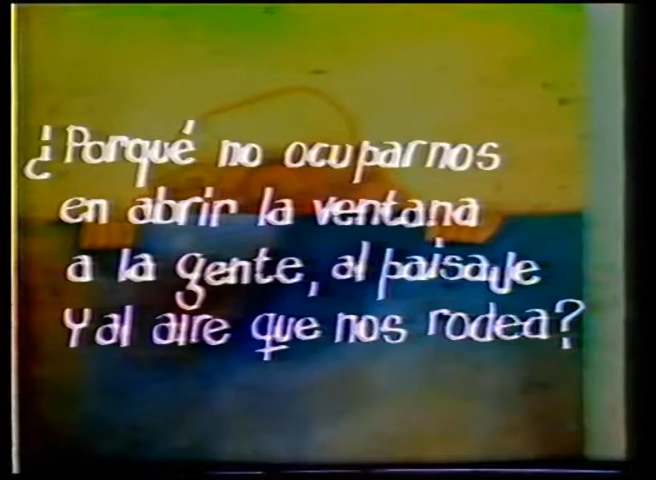 ¿Porqué no ocuparnos
en abrir la ventana
a la gente, al paisaje
Y al aire que nos rodea?